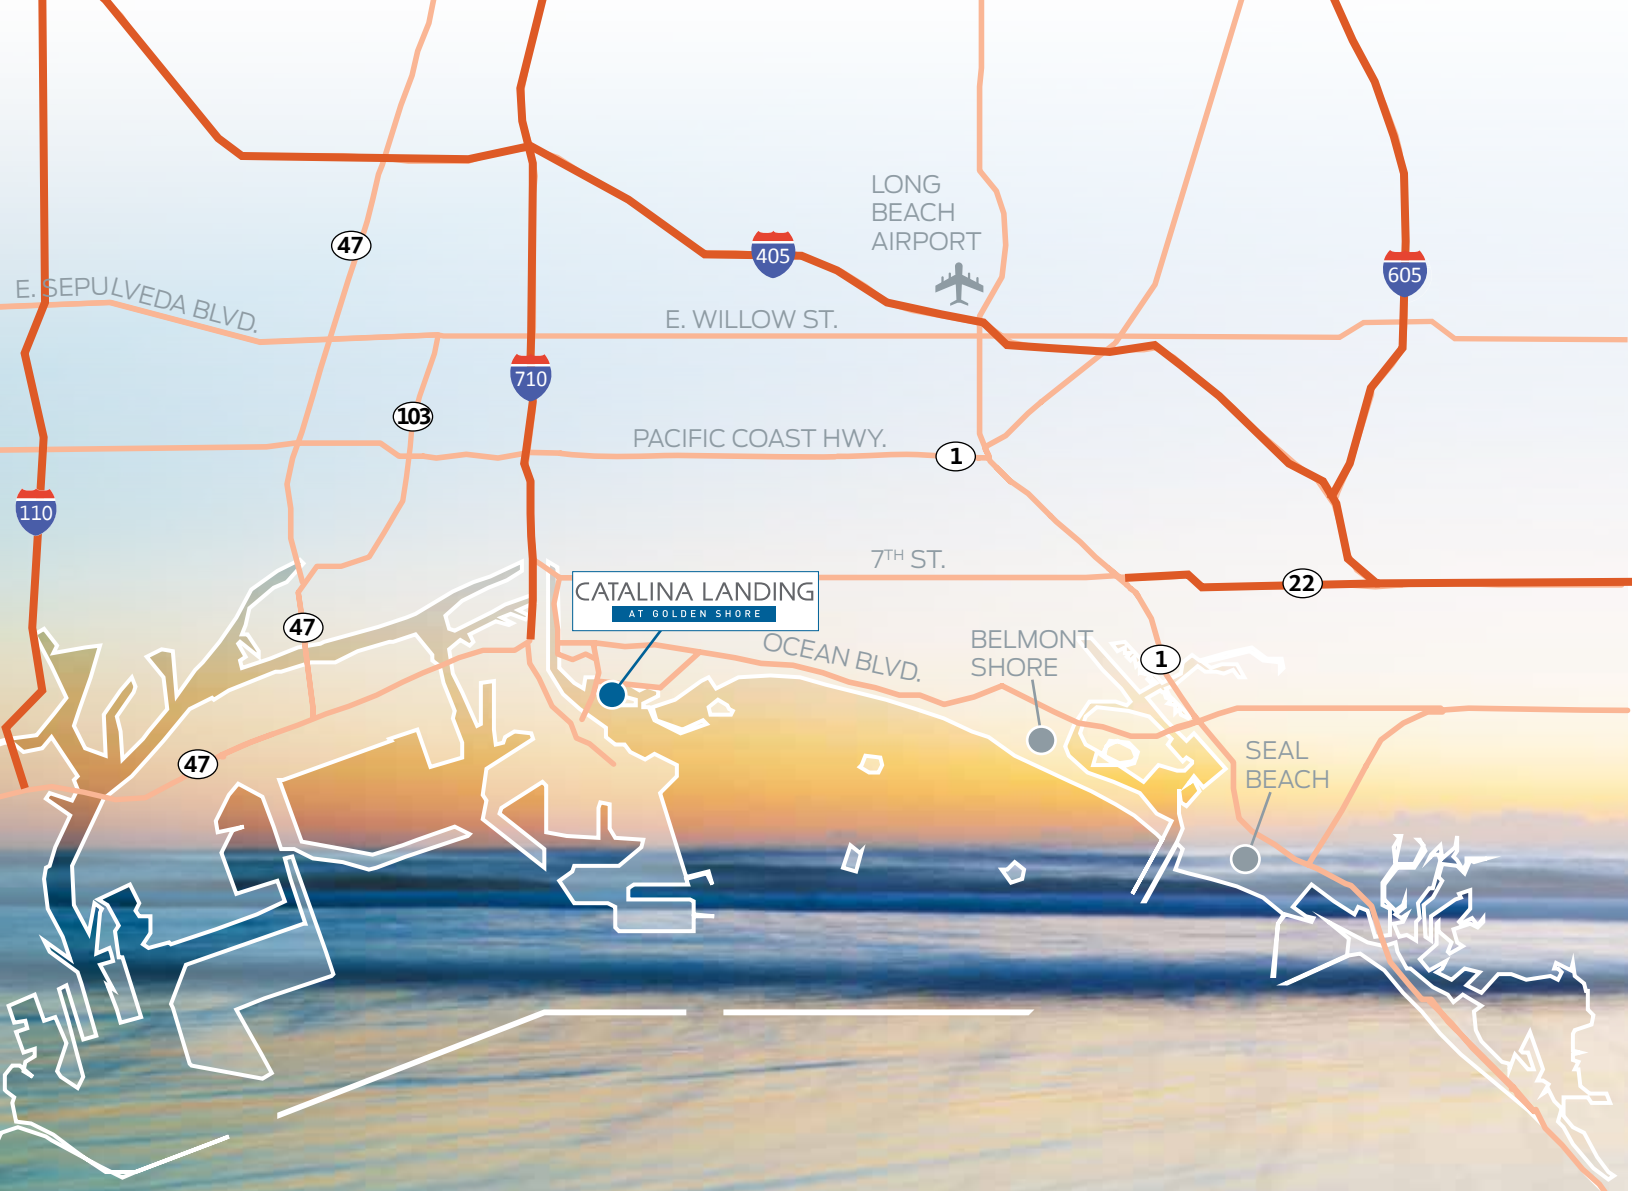 LONG
BEACH
AIRPORT
47
405
605
E. SEPULVEDA BLVD.
E. WILLOW ST.
710
103
PACIFIC COAST HWY.
1
110
7TH ST.
22
CATALINA LANDING
AT GOLDEN SHORE
47
OCEAN BLVD.
BELMONT
SHORE
1
47
SEAL
BEACH